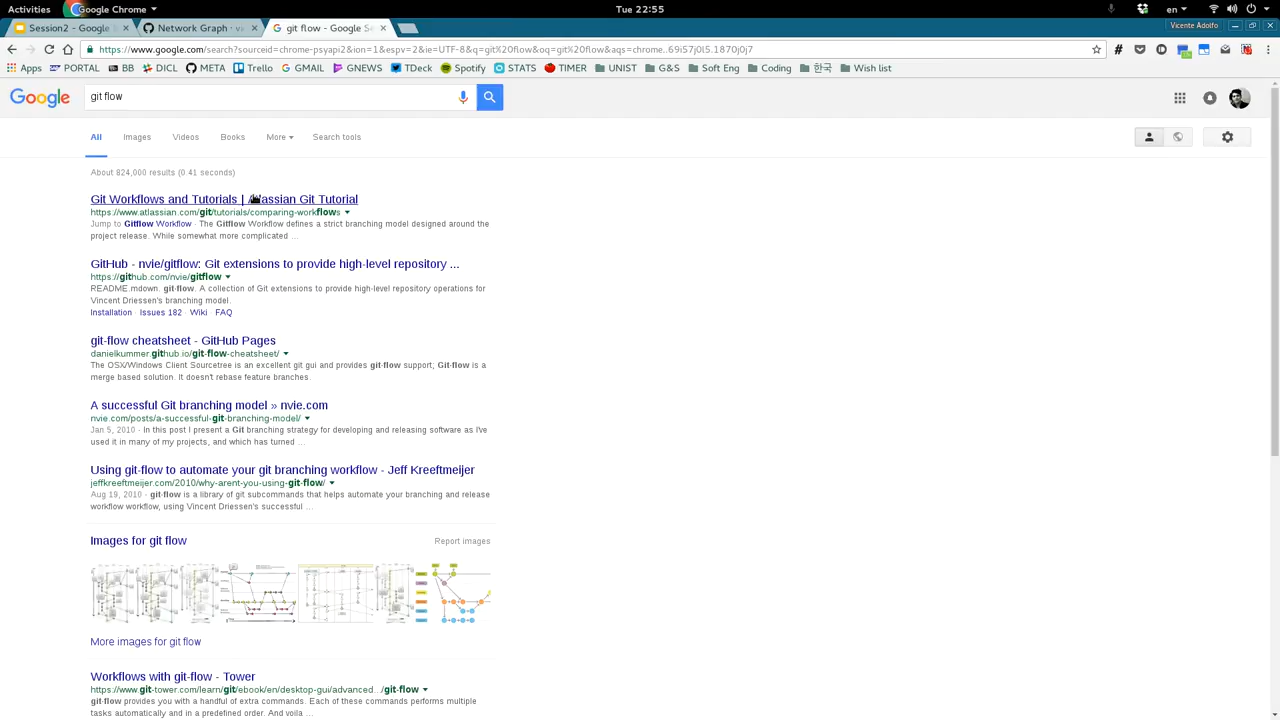 Activities Google Chrome Tue 22:55 en
Session2 - Google Network Graph · vi git flow - Google Se Vicente Adolfo
https://www.google.com/search?sourceid=chrome-psyapi2&ion=1&espv=2&ie=UTF-8&q=git%20flow&oq=git%20flow&aqs=chrome..69i57j0l5.1870j0j7
Apps PORTAL BB DICL META Trello GMAIL GNEWS TDeck Spotify STATS TIMER UNIST G&S Soft Eng Coding 한국 Wish list
Google git flow
All Images Videos Books More Search tools
About 824,000 results (0.41 seconds)
Git Workflows and Tutorials | Atlassian Git Tutorial
https://www.atlassian.com/git/tutorials/comparing-workflows
Jump to Gitflow Workflow - The Gitflow Workflow defines a strict branching model designed around the
project release. While somewhat more complicated ...
GitHub - nvie/gitflow: Git extensions to provide high-level repository ...
https://github.com/nvie/gitflow
README.mdown. git-flow. A collection of Git extensions to provide high-level repository operations for
Vincent Driessen's branching model.
Installation · Issues 182 · Wiki · FAQ
git-flow cheatsheet - GitHub Pages
danielkummer.github.io/git-flow-cheatsheet/
The OSX/Windows Client Sourcetree is an excellent git gui and provides git-flow support; Git-flow is a
merge based solution. It doesn't rebase feature branches.
A successful Git branching model » nvie.com
nvie.com/posts/a-successful-git-branching-model/
Jan 5, 2010 - In this post I present a Git branching strategy for developing and releasing software as I've
used it in many of my projects, and which has turned ...
Using git-flow to automate your git branching workflow - Jeff Kreeftmeijer
jeffkreeftmeijer.com/2010/why-arent-you-using-git-flow/
Aug 19, 2010 - git-flow is a library of git subcommands that helps automate your branching and release
workflow workflow, using Vincent Driessen's successful ...
Images for git flow Report images
More images for git flow
Workflows with git-flow - Tower
https://www.git-tower.com/learn/git/ebook/en/desktop-gui/advanced.../git-flow
git-flow provides you with a handful of extra commands. Each of these commands performs multiple
tasks automatically and in a predefined order. And voila ...